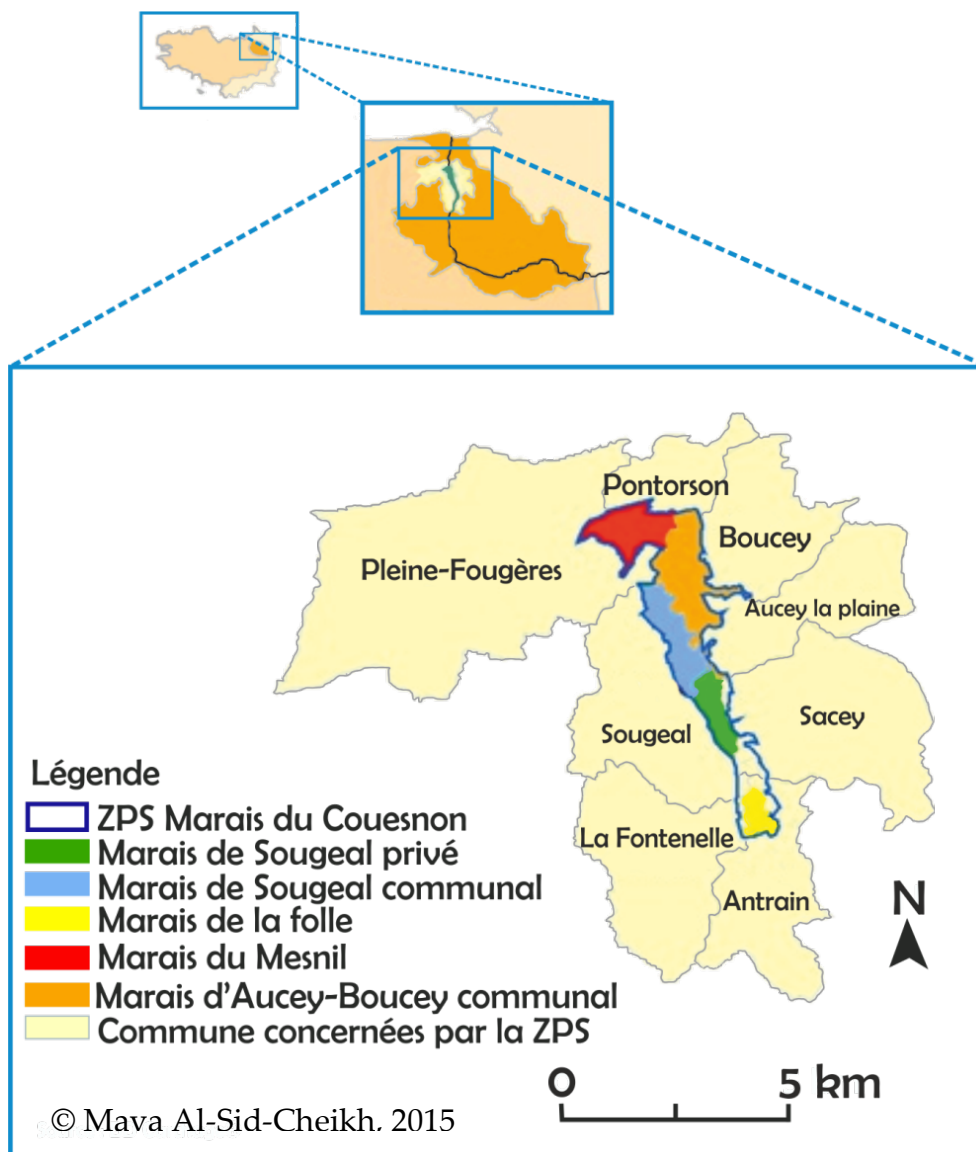 Pontorson
Boucey
Pleine-Fougères
Aucey la plaine
Sacey
Sougeal
Légende
ZPS Marais du Couesnon
Marais de Sougeal privé
La Fontenelle
Marais de Sougeal communal
Antrain
N
Marais de la folle
Marais du Mesnil
Marais d'Aucey-Boucey communal
Commune concernées par la ZPS
0 5 km
© Maya Al-Sid-Cheikh, 2015